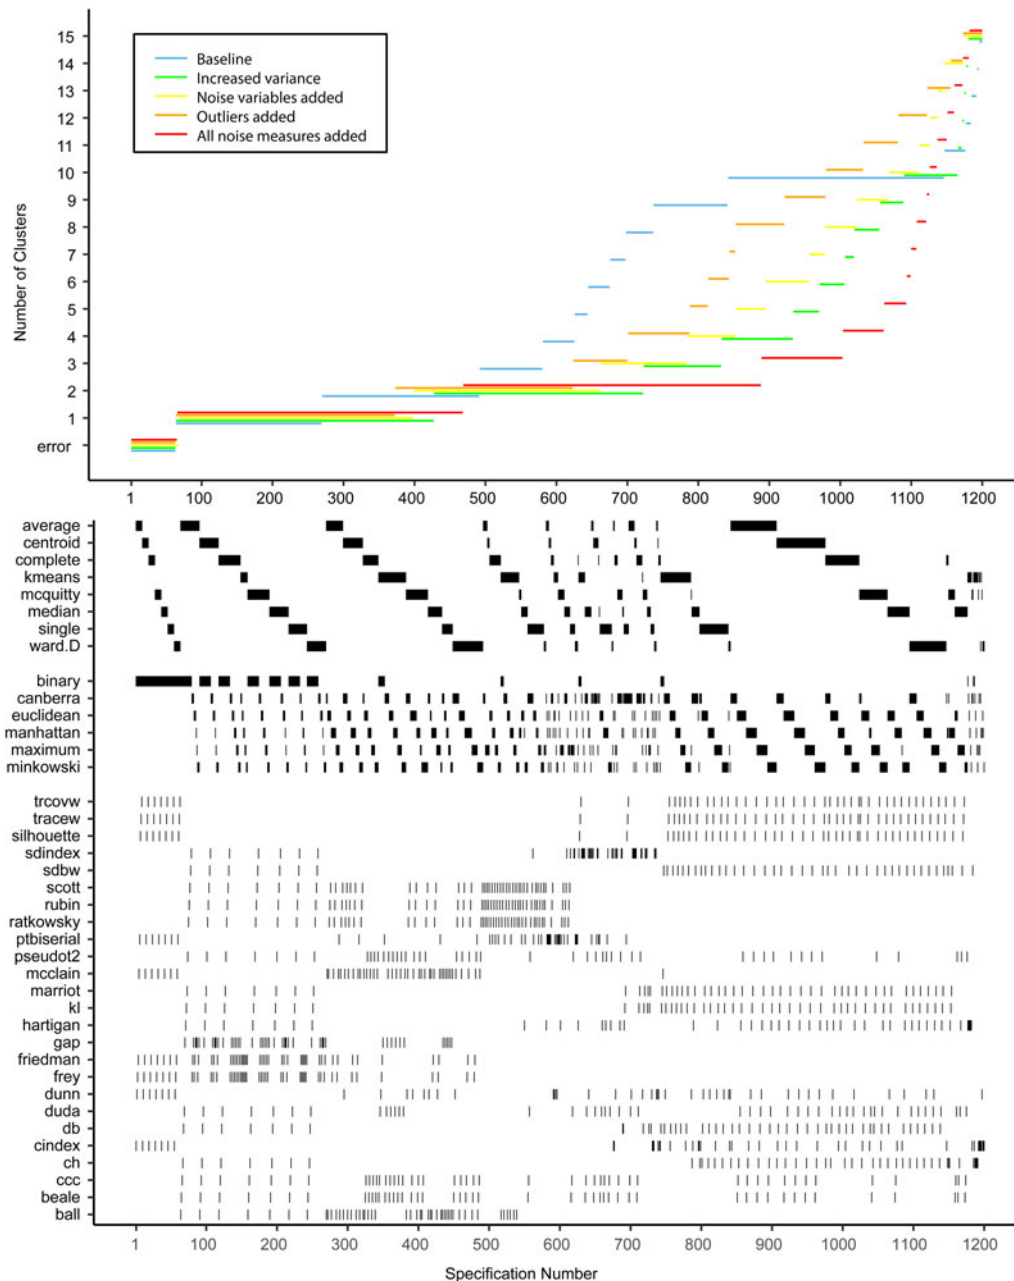 15
14
13
12
11
10
9
8
7
6
5
4
3
2
1
error
Number of Clusters
Baseline
Increased variance
Noise variables added
Outliers added
All noise measures added
1 100 200 300 400 500 600 700 800 900 1000 1100 1200
average
centroid
complete
kmeans
mcquitty
median
single
ward.D
binary
canberra
euclidean
manhattan
maximum
minkowski
trcovw
tracew
silhouette
sdindex
sdbw
scott
rubin
ratkowsky
ptbiserial
pseudot2
mcclain
marriot
kl
hartigan
gap
friedman
frey
dunn
duda
db
cindex
ch
ccc
beale
ball
1 100 200 300 400 500 600 700 800 900 1000 1100 1200
Specification Number